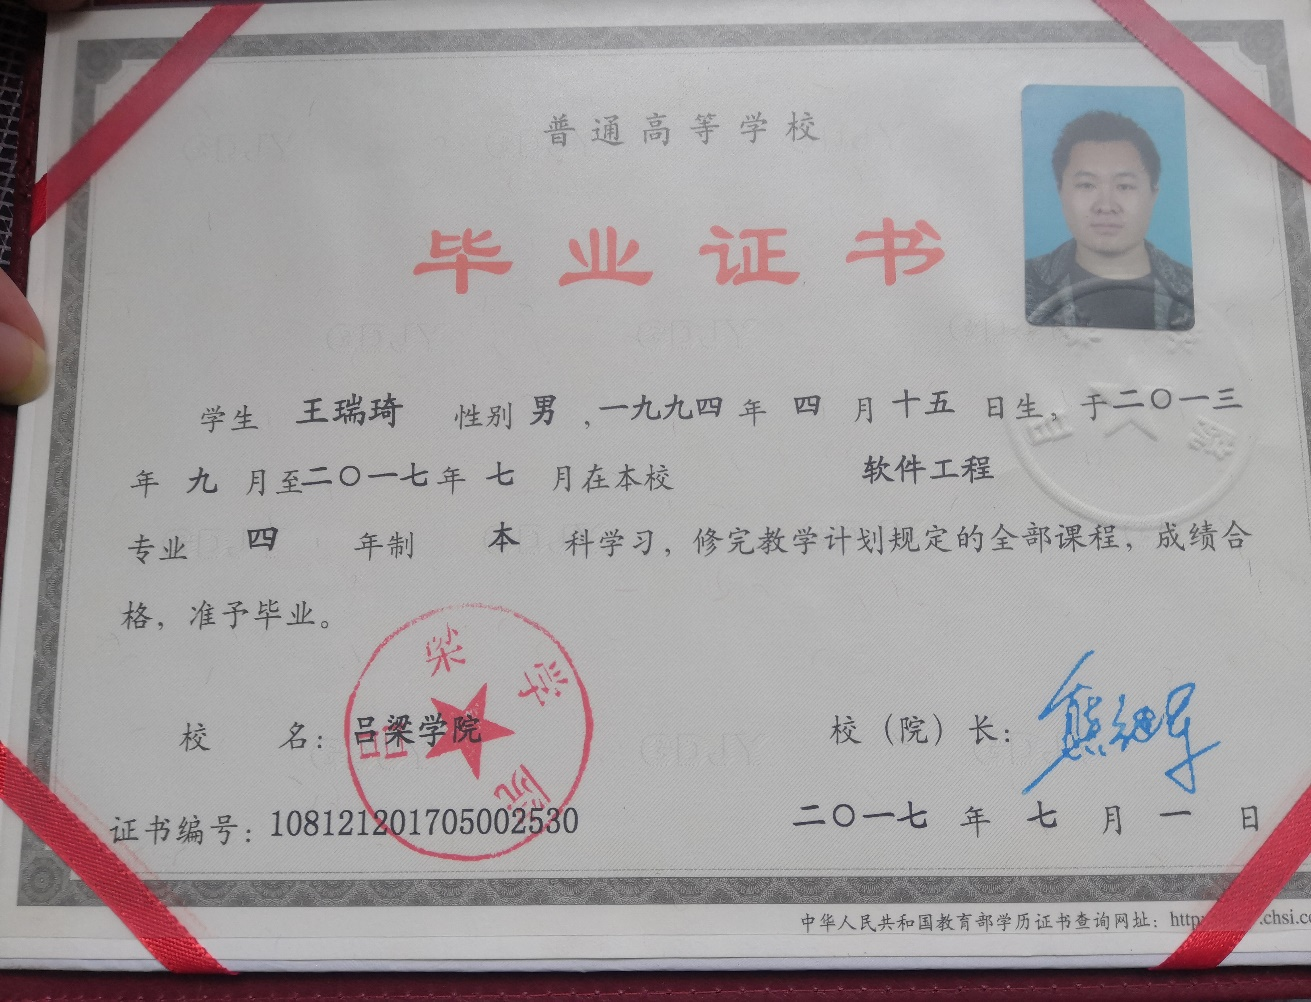 普通高等学校
毕业证书
学生 王瑞琦 性别 男 ，一九九四 年 四 月 十五 日生，于二〇一三
年 九 月至二〇一七年 七 月在本校 软件工程
专业 四 年制 本 科学习，修完教学计划规定的全部课程，成绩合
格，准予毕业。
校 名：吕梁学院
校（院）长：
证书编号：108121201705002530
二〇一七 年 七 月 一 日
吕梁学院
中华人民共和国教育部学历证书查询网址：http
.chsi.co